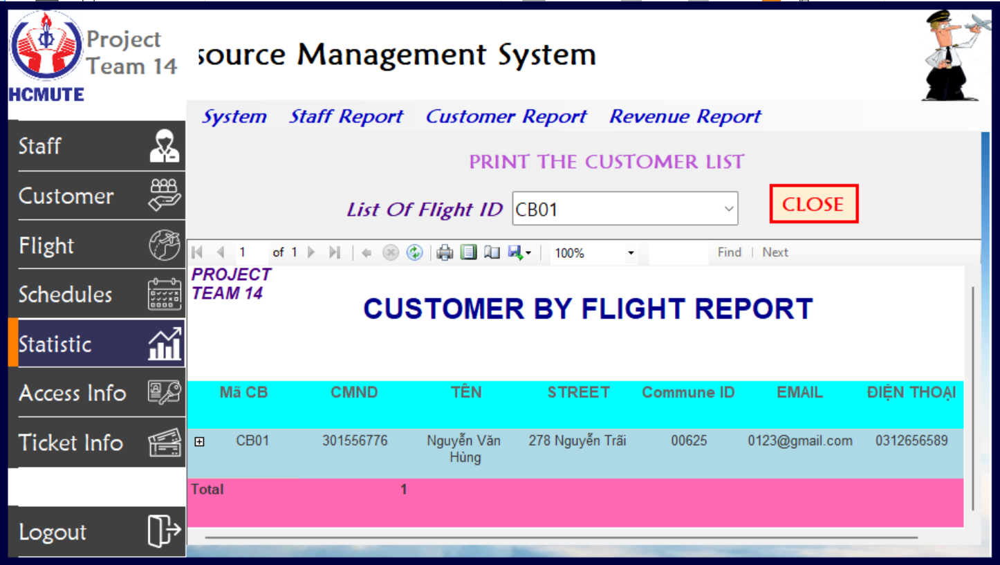 Project
Team 14
HCMUTE
source Management System
System Staff Report Customer Report Revenue Report
Staff
Customer
Flight
Schedules
Statistic
Access Info
Ticket Info
Logout
PRINT THE CUSTOMER LIST
List Of Flight ID CB01 CLOSE
1 of 1 100% Find | Next
PROJECT
TEAM 14
CUSTOMER BY FLIGHT REPORT
Mã CB CMND TÊN STREET Commune ID EMAIL ĐIỆN THOẠI
CB01 301556776 Nguyễn Văn Hùng 278 Nguyễn Trãi 00625 0123@gmail.com 0312656589
Total 1